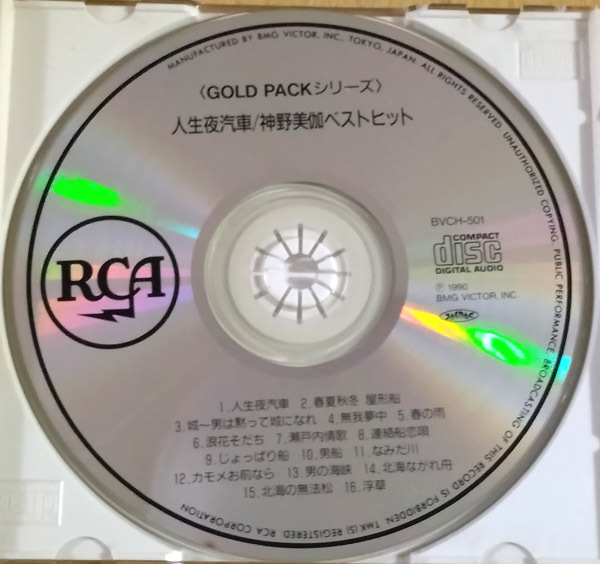 MANUFACTURED BY BMG VICTOR, INC., TOKYO, JAPAN. ALL RIGHTS RESERVED. UNAUTHORIZED COPYING, PUBLIC PERFORMANCE, BROADCASTING OF THIS RECORD IS FORBIDDEN. TMK(S) REGISTERED. RCA CORPORATION
〈GOLD PACKシリーズ〉
人生夜汽車/神野美伽ベストヒット
BVCH-501
COMPACT
disc
DIGITAL AUDIO
RCA
Ⓟ 1990
BMG VICTOR, INC.
1.人生夜汽車 2.春夏秋冬 屋形船
3.城〜男は黙って城になれ 4.無我夢中 5.春の雨
6.浪花そだち 7.瀬戸内情歌 8.連絡船恋唄
9.じょっぱり船 10.男船 11.なみだ川
12.カモメお前なら 13.男の海峡 14.北海ながれ舟
15.北海の無法松 16.浮草